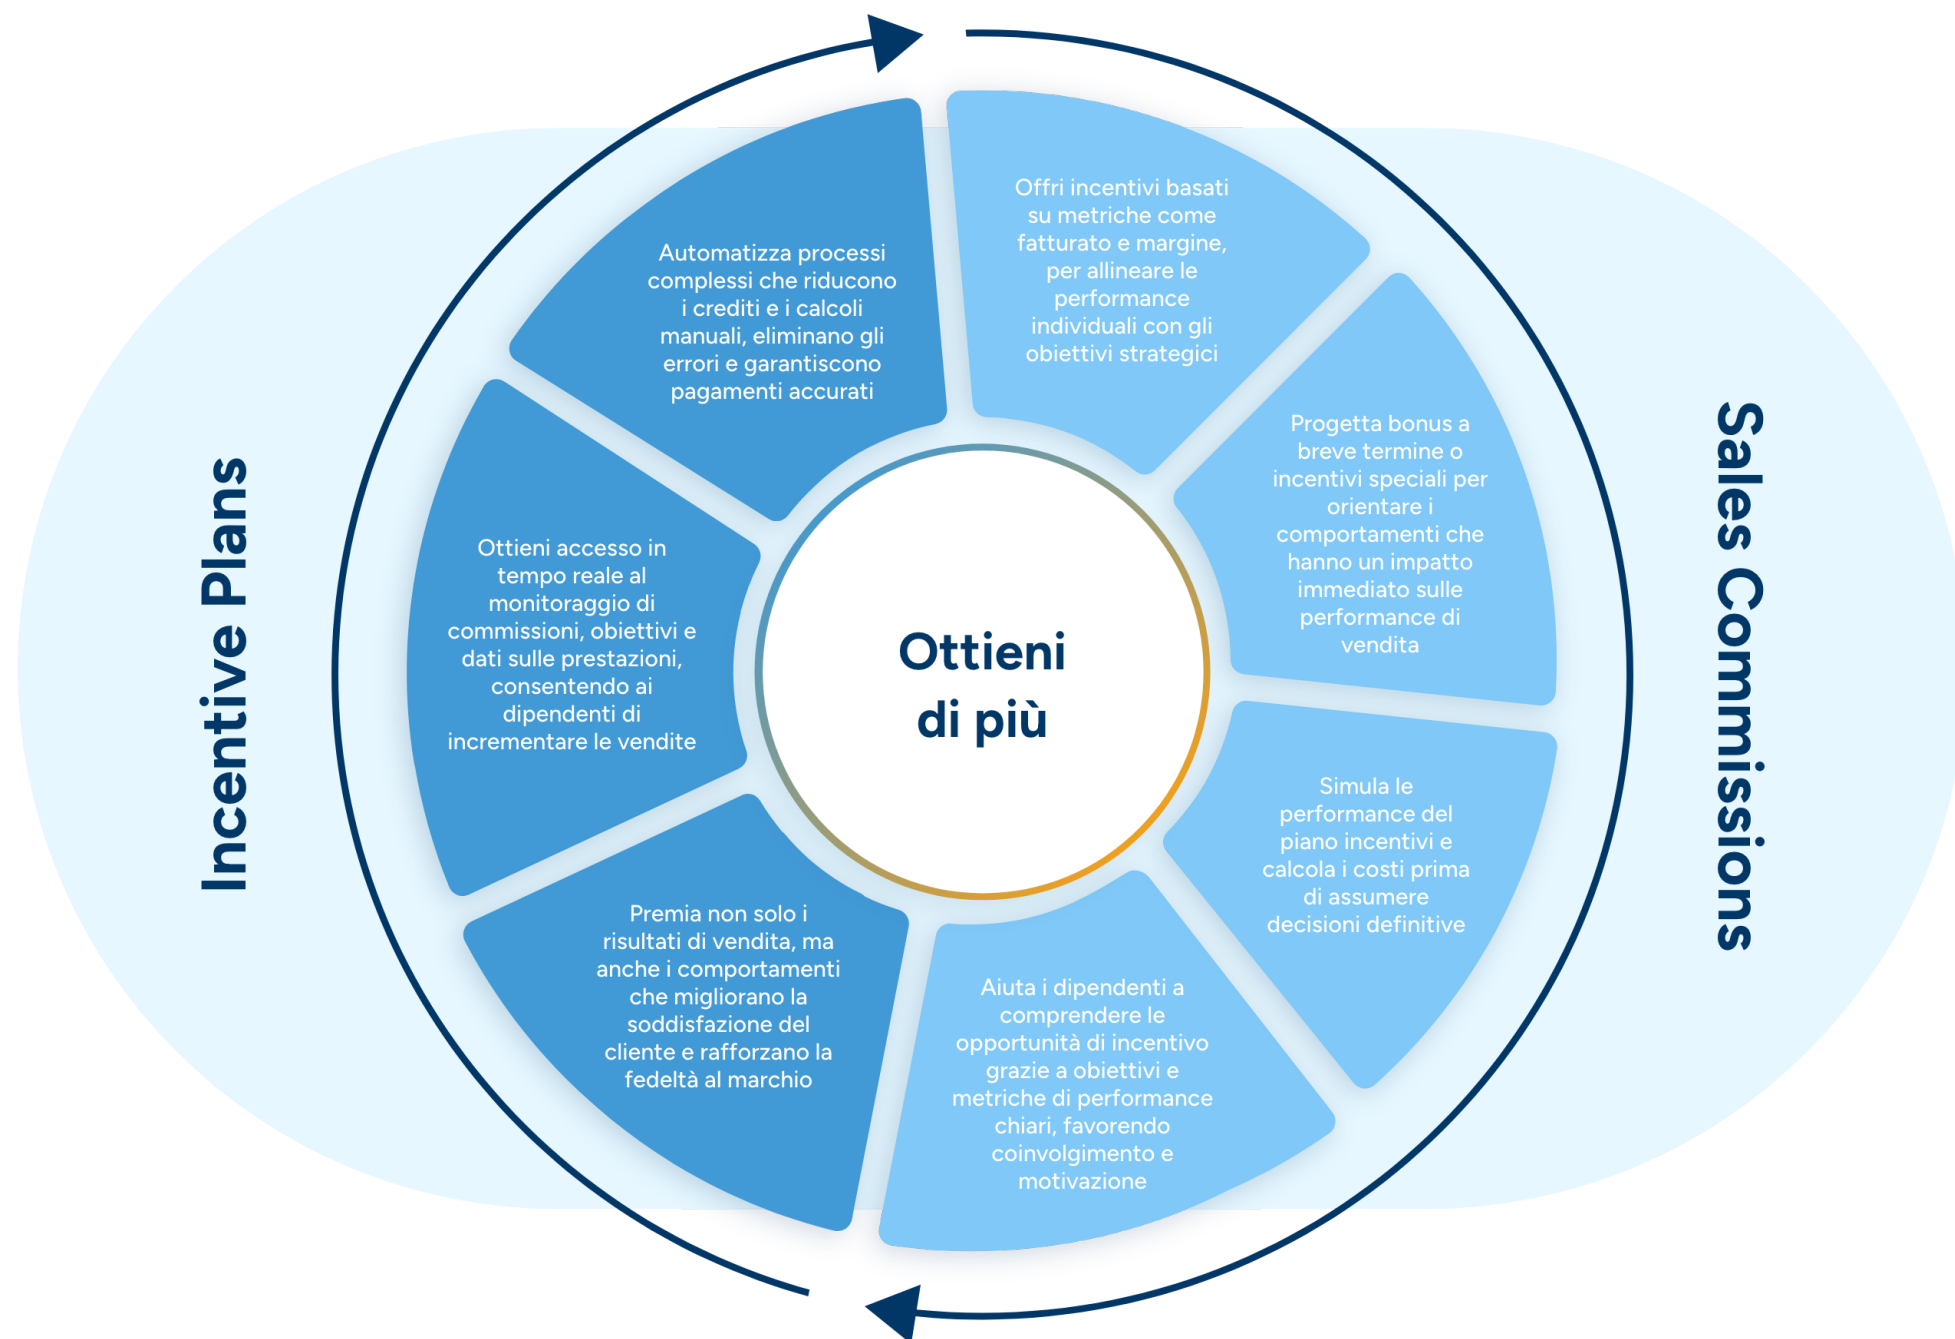 Incentive Plans
Automatizza processi
complessi che riducono
i crediti e i calcoli
manuali, eliminano gli
errori e garantiscono
pagamenti accurati
Ottieni accesso in
tempo reale al
monitoraggio di
commissioni, obiettivi e
dati sulle prestazioni,
consentendo ai
dipendenti di
incrementare le vendite
Premia non solo i
risultati di vendita, ma
anche i comportamenti
che migliorano la
soddisfazione del
cliente e rafforzano la
fedeltà al marchio
Ottieni
di più
Offri incentivi basati
su metriche come
fatturato e margine,
per allineare le
performance
individuali con gli
obiettivi strategici
Progetta bonus a
breve termine o
incentivi speciali per
orientare i
comportamenti che
hanno un impatto
immediato sulle
performance di
vendita
Simula le
performance del
piano incentivi e
calcola i costi prima
di assumere
decisioni definitive
Aiuta i dipendenti a
comprendere le
opportunità di incentivo
grazie a obiettivi e
metriche di performance
chiari, favorendo
coinvolgimento e
motivazione
Sales Commissions